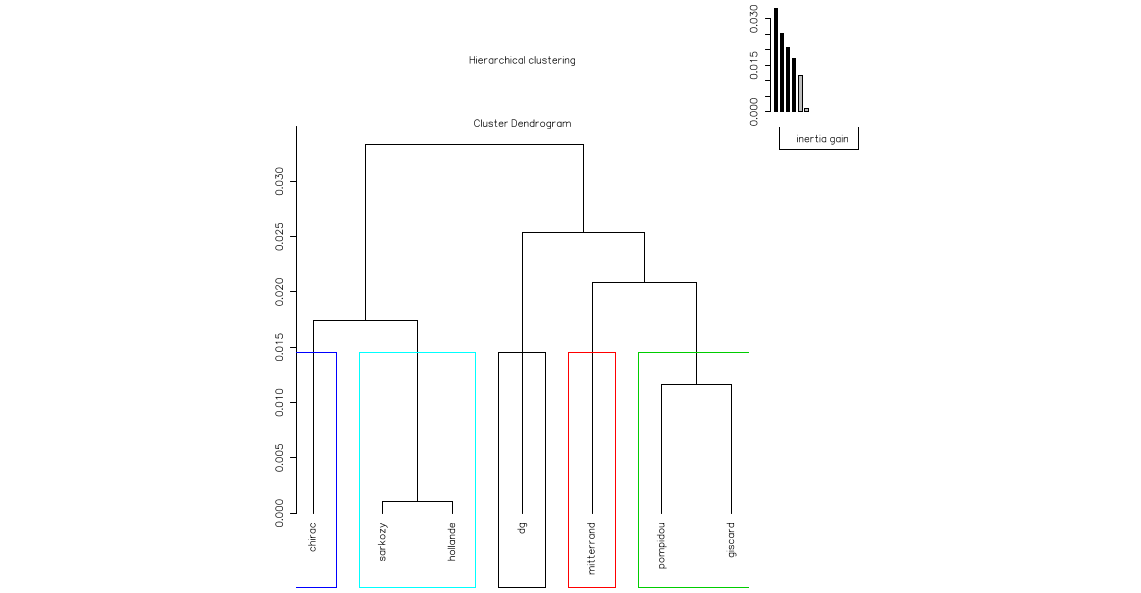 Hierarchical clustering
0.030
0.015
0.000
inertia gain
Cluster Dendrogram
0.030
0.025
0.020
0.015
0.010
0.005
0.000
chirac
sarkozy
hollande
dg
mitterrand
pompidou
giscard